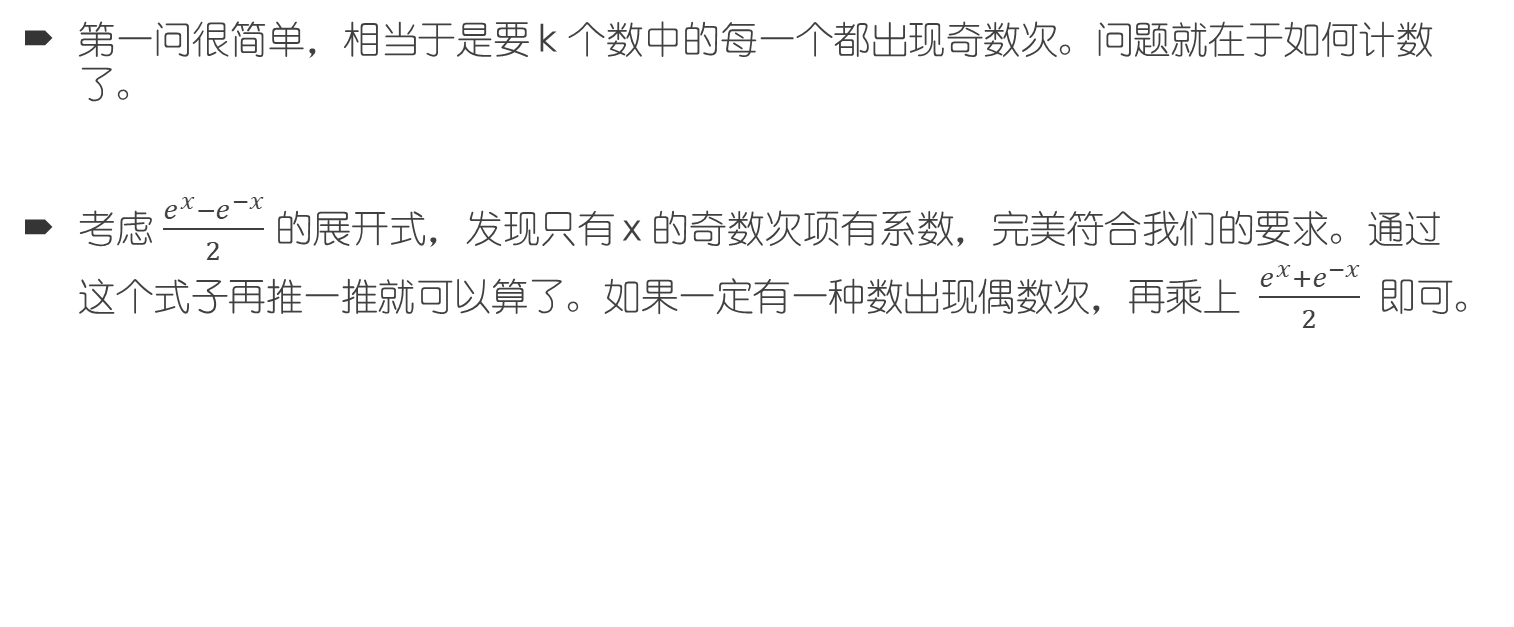 第一问很简单，相当于是要 k 个数中的每一个都出现奇数次。问题就在于如何计数
了。
考虑 \frac{e^x-e^{-x}}{2} 的展开式，发现只有 x 的奇数次项有系数，完美符合我们的要求。通过
这个式子再推一推就可以算了。如果一定有一种数出现偶数次，再乘上 \frac{e^x+e^{-x}}{2} 即可。